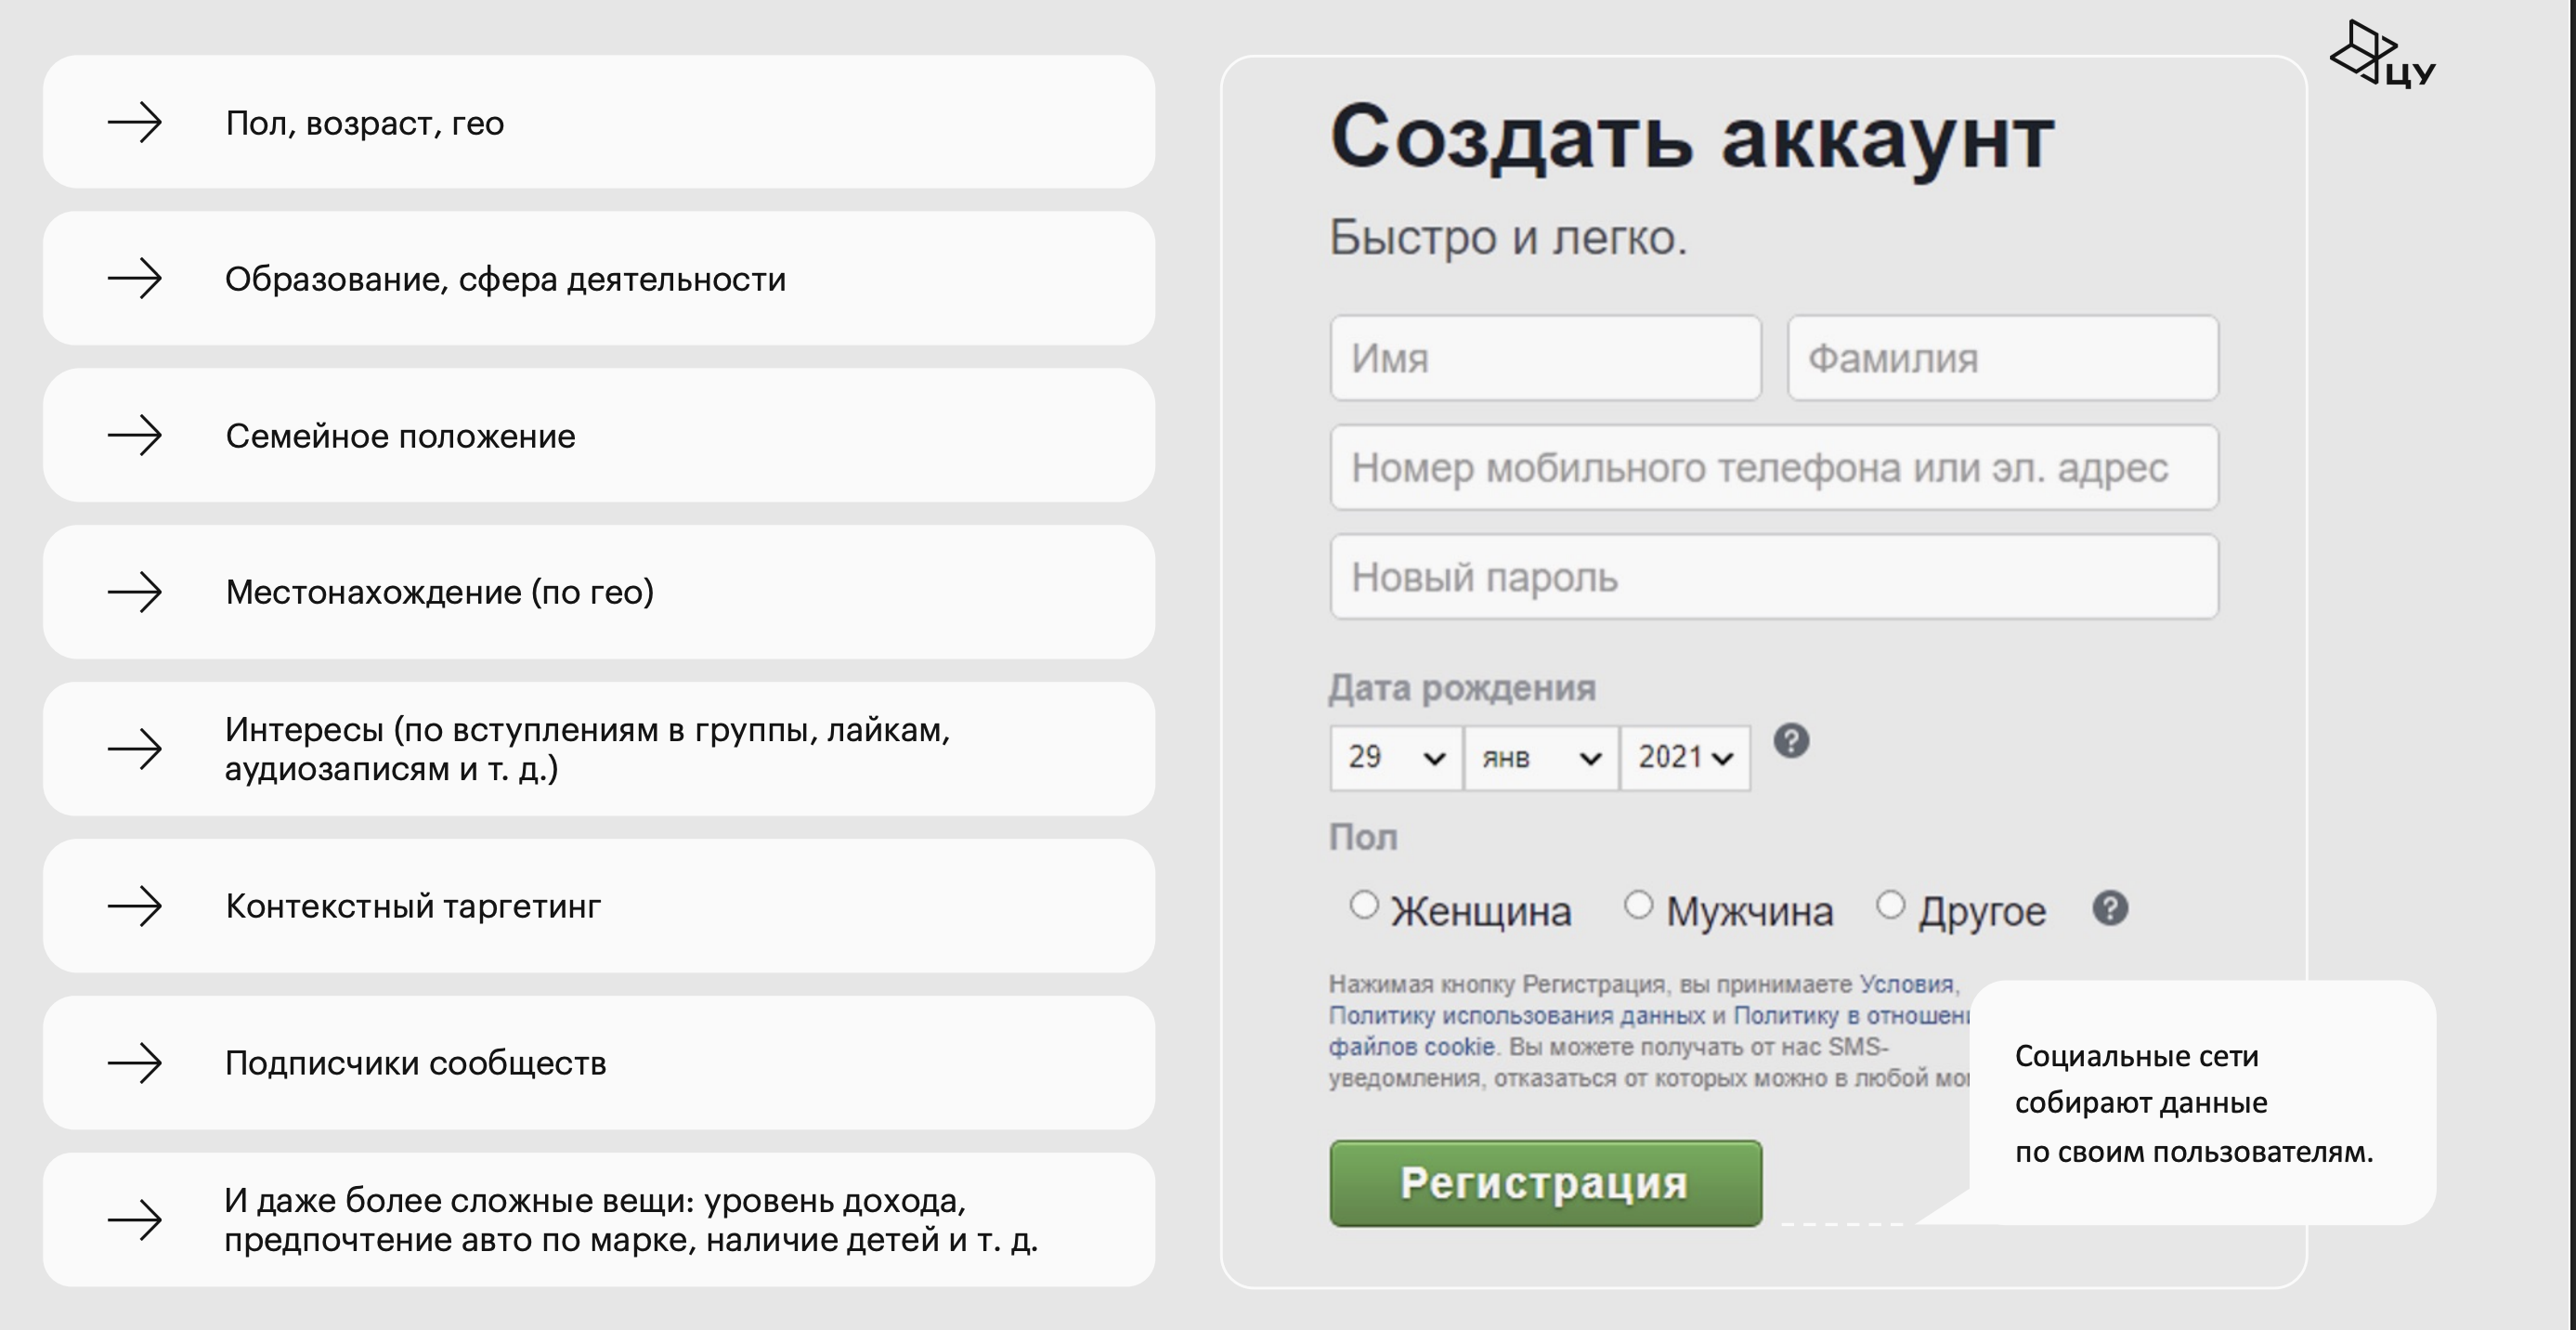 Пол, возраст, гео
Образование, сфера деятельности
Семейное положение
Местонахождение (по гео)
Интересы (по вступлениям в группы, лайкам,
аудиозаписям и т. д.)
Контекстный таргетинг
Подписчики сообществ
И даже более сложные вещи: уровень дохода,
предпочтение авто по марке, наличие детей и т. д.
ЦУ
Создать аккаунт
Быстро и легко.
Имя
Фамилия
Номер мобильного телефона или эл. адрес
Новый пароль
Дата рождения
29 янв 2021 ?
Пол
Женщина Мужчина Другое ?
Нажимая кнопку Регистрация, вы принимаете Условия,
Политику использования данных и Политику в
файлов cookie. Вы можете получать от нас SMS-
уведомления, отказаться от которых можно в любой
Регистрация
Социальные сети
собирают данные
по своим пользователям.